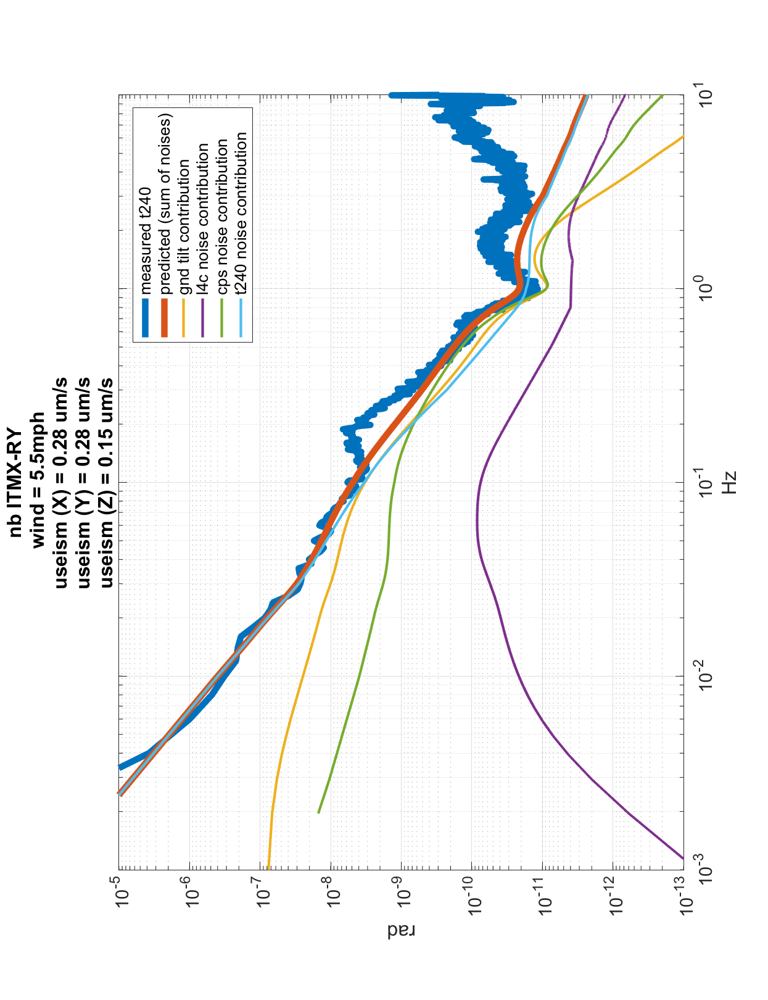 nb ITMX-RY
wind = 5.5mph
useism (X) = 0.28 um/s
useism (Y) = 0.28 um/s
useism (Z) = 0.15 um/s
measured t240
predicted (sum of noises)
gnd tilt contribution
l4c noise contribution
cps noise contribution
t240 noise contribution
10-5
10-6
10-7
10-8
10-9
10-10
10-11
10-12
10-13
rad
10-3
10-2
10-1
100
101
Hz